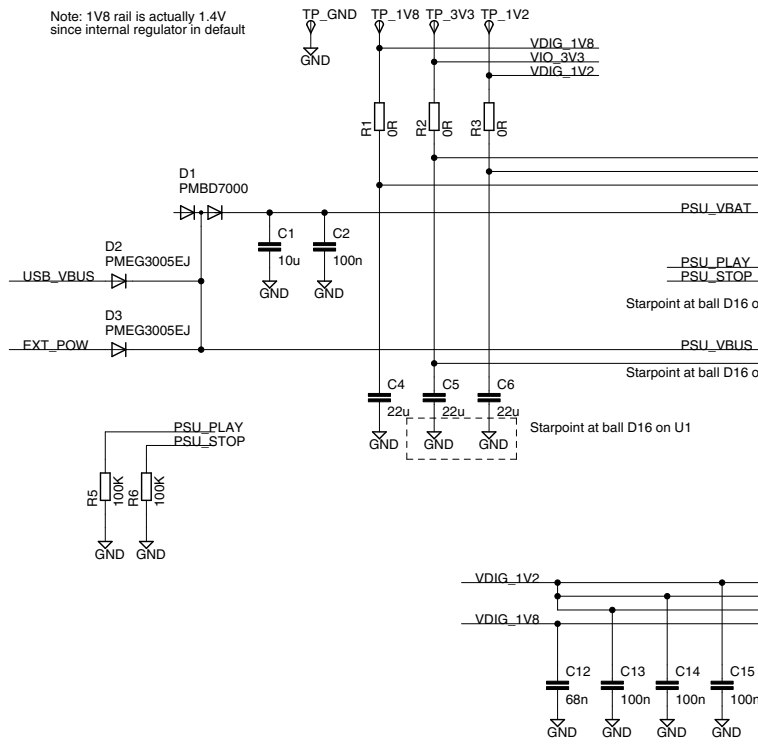 Note: 1V8 rail is actually 1.4V
since internal regulator in default
TP_GND
TP_1V8
TP_3V3
TP_1V2
GND
VDIG_1V8
VIO_3V3
VDIG_1V2
R1
0R
R2
0R
R3
0R
D1
PMBD7000
PSU_VBAT
C1
10u
GND
C2
100n
GND
D2
PMEG3005EJ
USB_VBUS
PSU_PLAY
PSU_STOP
Starpoint at ball D16 o
D3
PMEG3005EJ
EXT_POW
PSU_VBUS
Starpoint at ball D16 o
C4
22u
GND
C5
22u
GND
C6
22u
GND
Starpoint at ball D16 on U1
PSU_PLAY
PSU_STOP
R5
100K
R6
100K
GND
GND
VDIG_1V2
VDIG_1V8
C12
68n
GND
C13
100n
GND
C14
100n
GND
C15
100n
GND